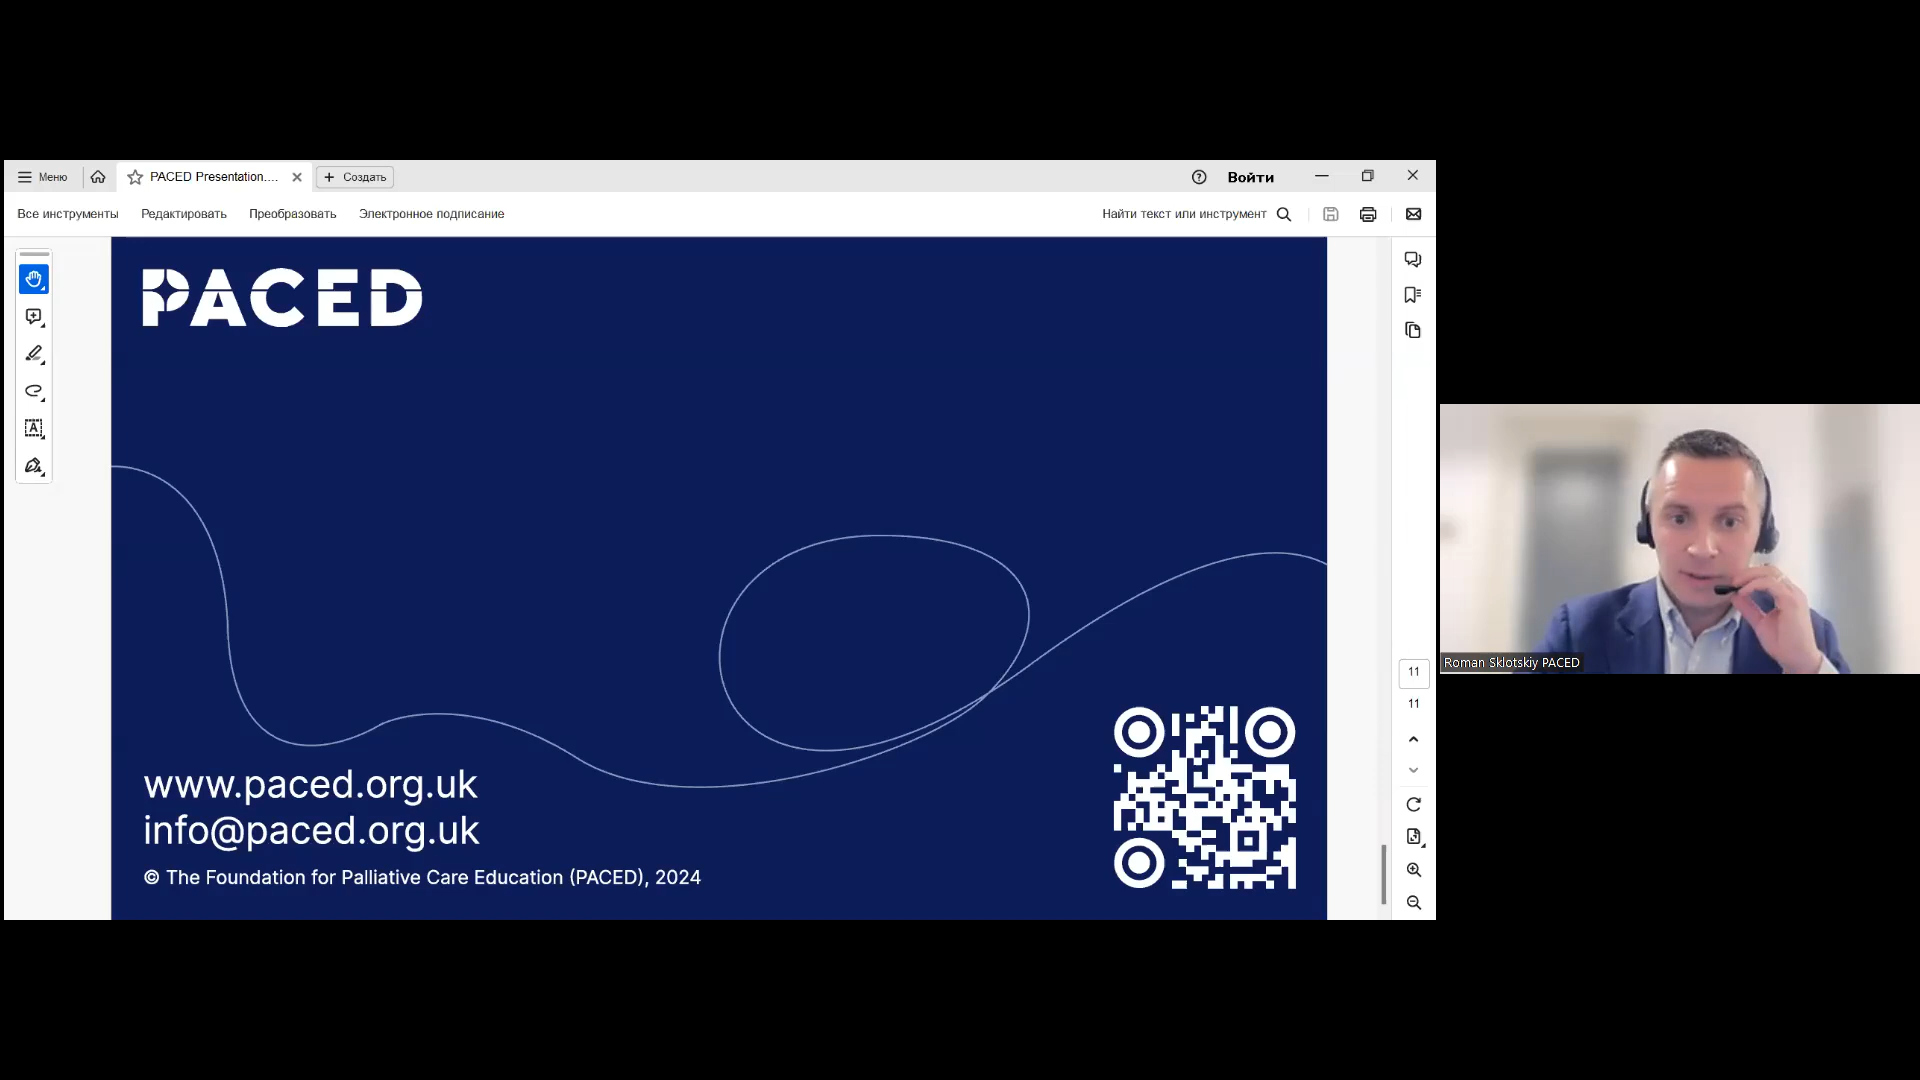 Меню
PACED Presentation....
Создать
Войти
Все инструменты
Редактировать
Преобразовать
Электронное подписание
Найти текст или инструмент
PACED
www.paced.org.uk
info@paced.org.uk
© The Foundation for Palliative Care Education (PACED), 2024
11
11
Roman Sklotskiy PACED